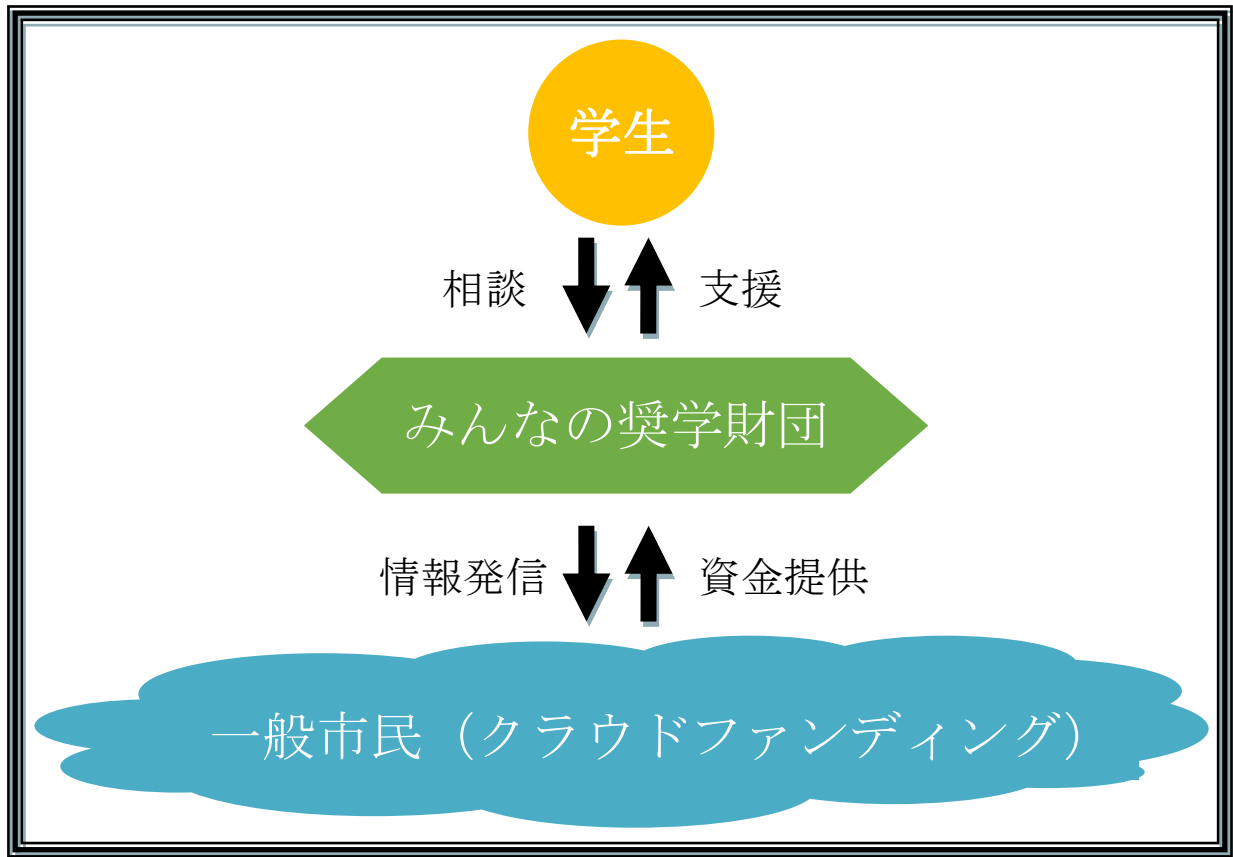 学生
相談 支援
みんなの奨学財団
情報発信 資金提供
一般市民（クラウドファンディング）